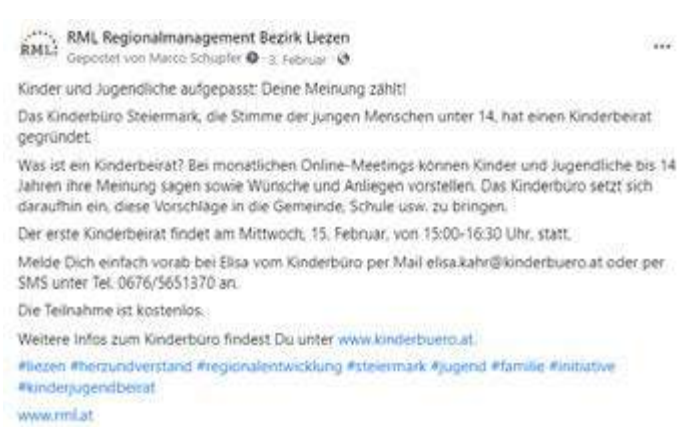 RML Regionalmanagement Bezirk Liezen
RML
Gepostet von Marco Schupfer · 3. Februar ·
Kinder und Jugendliche aufgepasst: Deine Meinung zählt!
Das Kinderbüro Steiermark, die Stimme der jungen Menschen unter 14, hat einen Kinderbeirat
gegründet.
Was ist ein Kinderbeirat? Bei monatlichen Online-Meetings können Kinder und Jugendliche bis 14
Jahren ihre Meinung sagen sowie Wünsche und Anliegen vorstellen. Das Kinderbüro setzt sich
daraufhin ein, diese Vorschläge in die Gemeinde, Schule usw. zu bringen.
Der erste Kinderbeirat findet am Mittwoch, 15. Februar, von 15:00-16:30 Uhr, statt.
Melde Dich einfach vorab bei Elisa vom Kinderbüro per Mail elisa.kahr@kinderbuero.at oder per
SMS unter Tel. 0676/5651370 an.
Die Teilnahme ist kostenlos.
Weitere Infos zum Kinderbüro findest Du unter www.kinderbuero.at.
#liezen #herzundverstand #regionalentwicklung #steiermark #jugend #familie #initiative
#kinderjugendbeirat
www.rml.at